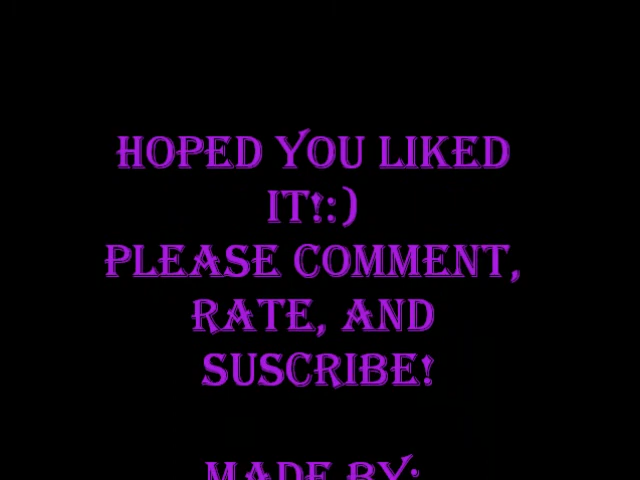 HOPED YOU LIKED
IT!:)
PLEASE COMMENT,
RATE, AND
SUSCRIBE!
MADE BY: